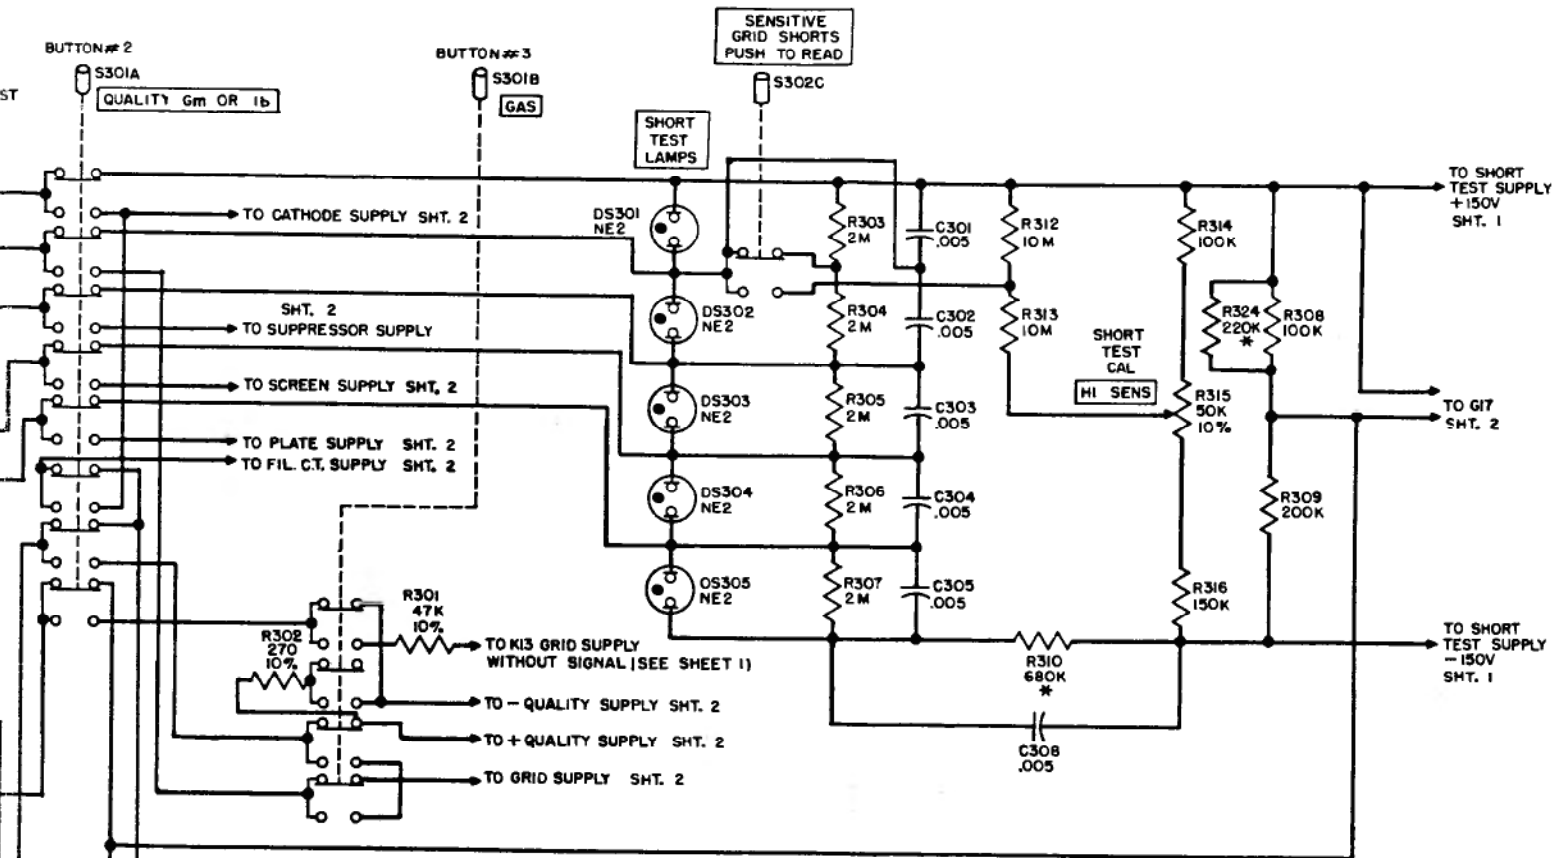 SENSITIVE
GRID SHORTS
PUSH TO READ
BUTTON#2
BUTTON#3
S301A
S301B
S302C
ST
QUALITY Gm OR Ib
GAS
SHORT
TEST
LAMPS
TO SHORT
TEST SUPPLY
+150V
SHT. 1
TO CATHODE SUPPLY SHT. 2
DS301
NE2
R303
2M
C301
.005
R312
10M
R314
100K
SHT. 2
TO SUPPRESSOR SUPPLY
DS302
NE2
R304
2M
C302
.005
R313
10M
R324
220K
*
R308
100K
SHORT
TEST
CAL
HI SENS
TO SCREEN SUPPLY SHT. 2
DS303
NE2
R305
2M
C303
.005
R315
50K
10%
TO G17
SHT. 2
TO PLATE SUPPLY SHT. 2
TO FIL. C.T. SUPPLY SHT. 2
DS304
NE2
R306
2M
C304
.005
R309
200K
R301
47K
10%
OS305
NE2
R307
2M
C305
.005
R316
150K
R302
270
10%
TO K13 GRID SUPPLY
WITHOUT SIGNAL (SEE SHEET 1)
R310
680K
*
TO SHORT
TEST SUPPLY
-150V
SHT. 1
TO - QUALITY SUPPLY SHT. 2
TO + QUALITY SUPPLY SHT. 2
C308
.005
TO GRID SUPPLY SHT. 2